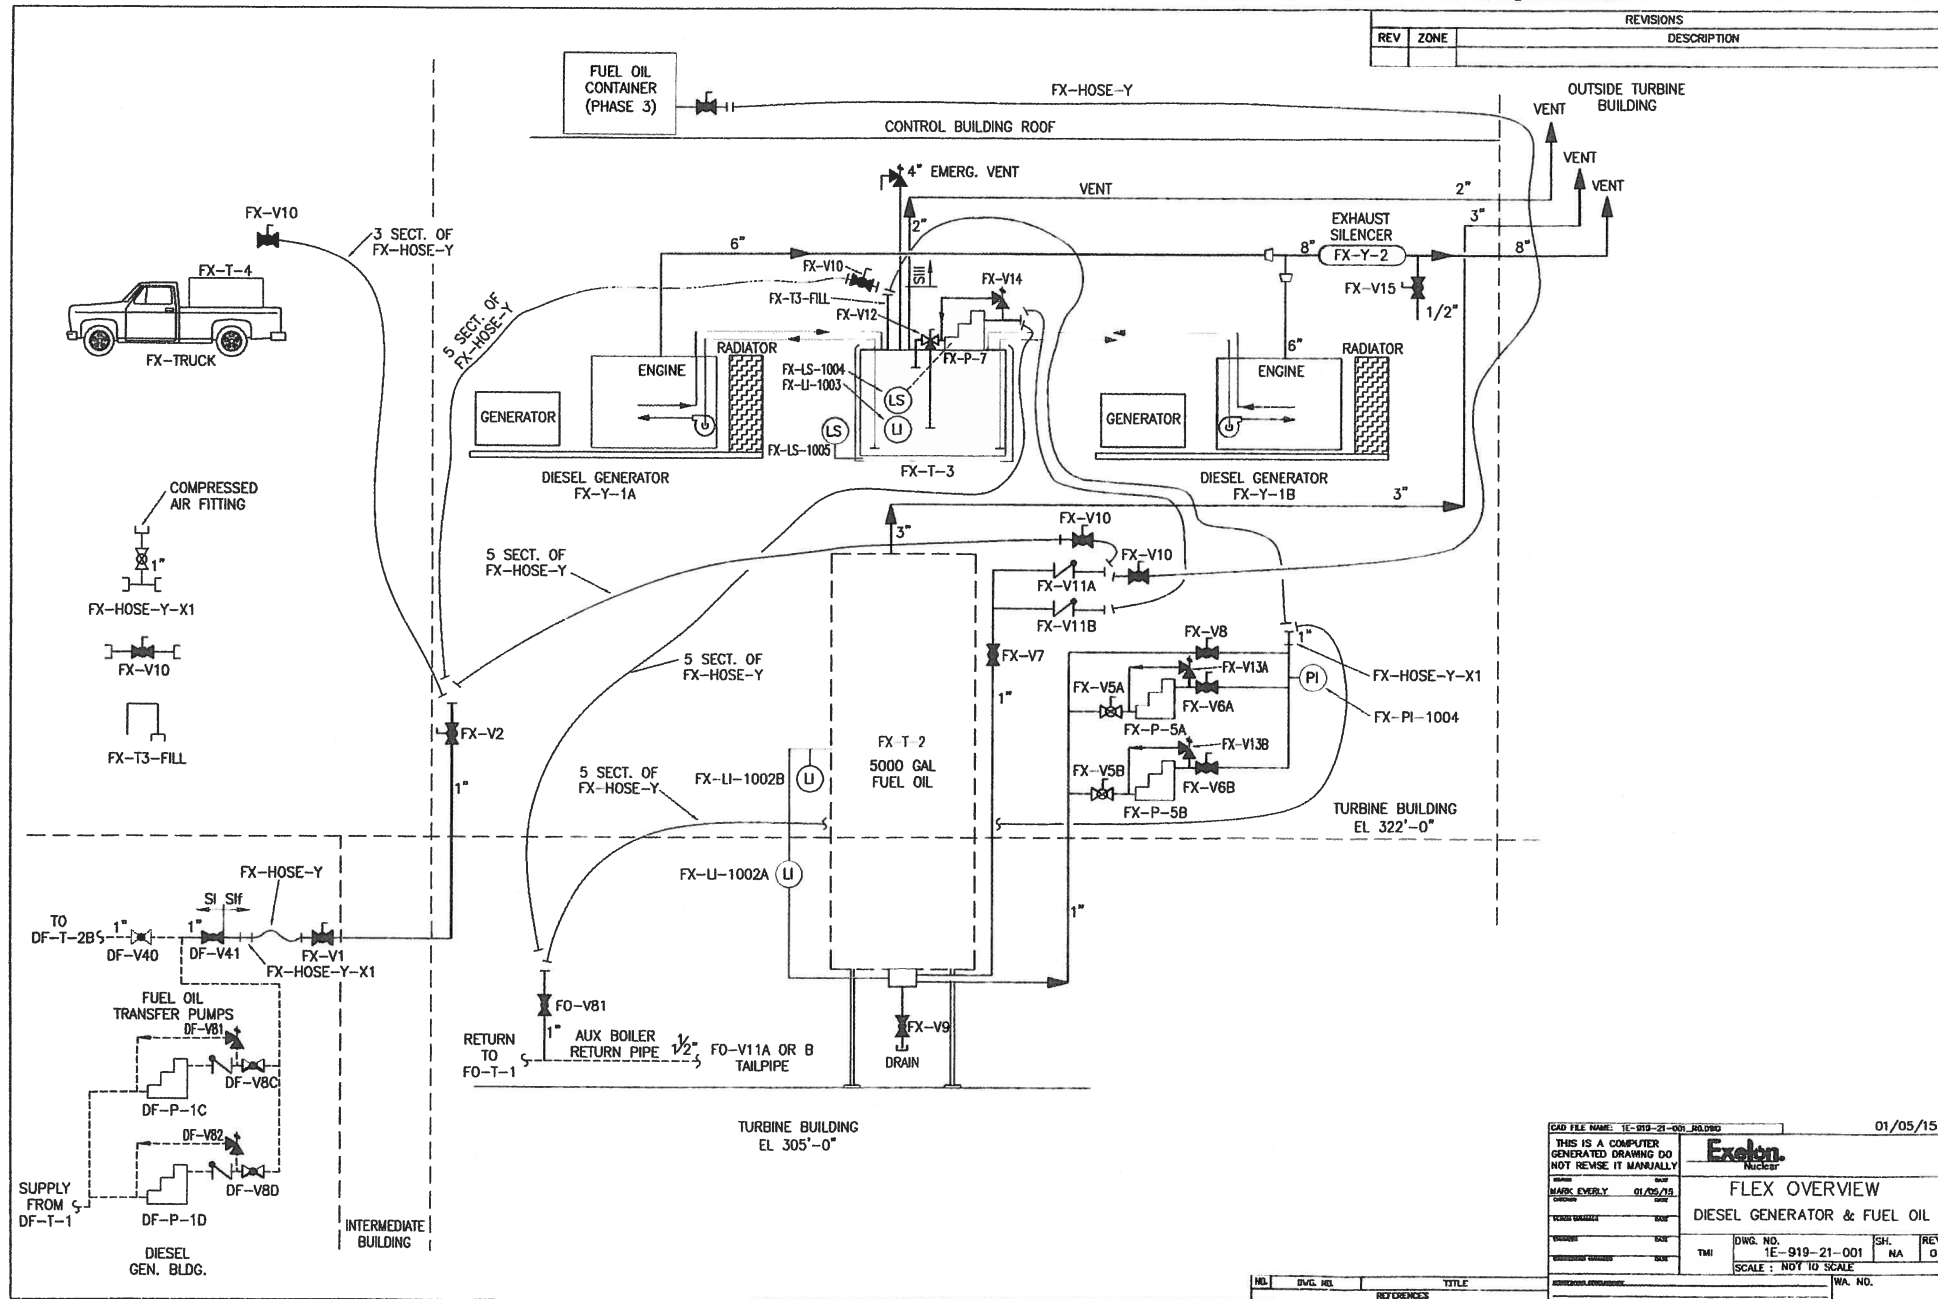 REVISIONS
REV ZONE DESCRIPTION
FUEL OIL
CONTAINER
(PHASE 3)
FX-HOSE-Y
OUTSIDE TURBINE
BUILDING
CONTROL BUILDING ROOF
VENT
VENT
VENT
4" EMERG. VENT
VENT
2"
2"
3"
FX-V10
3 SECT. OF
FX-HOSE-Y
EXHAUST
SILENCER
6"
8"
FX-Y-2
8"
FX-V10
SIII
FX-V14
FX-T-4
FX-T3-FILL
FX-V15
1/2"
FX-V12
5 SECT. OF
FX-HOSE-Y
FX-TRUCK
RADIATOR
FX-P-7
6"
RADIATOR
ENGINE
FX-LS-1004
FX-LI-1003
ENGINE
LS
GENERATOR
GENERATOR
LS
LI
FX-LS-1005
FX-T-3
DIESEL GENERATOR
FX-Y-1A
DIESEL GENERATOR
FX-Y-1B
3"
COMPRESSED
AIR FITTING
1"
FX-HOSE-Y-X1
FX-V10
FX-T3-FILL
3"
FX-V10
FX-V10
5 SECT. OF
FX-HOSE-Y
FX-V11A
FX-V11B
FX-V7
1"
FX-V8
1"
5 SECT. OF
FX-HOSE-Y
FX-V13A
FX-HOSE-Y-X1
FX-V5A
FX-V6A
PI
FX-P-5A
FX-PI-1004
FX-V2
1"
FX-T-2
5000 GAL
FUEL OIL
FX-V13B
5 SECT. OF
FX-HOSE-Y
FX-LI-1002B
LI
FX-V5B
FX-V6B
FX-P-5B
TURBINE BUILDING
EL 322'-0"
FX-LI-1002A
LI
1"
FX-HOSE-Y
SI SIII
TO
DF-T-2B
1"
1"
DF-V40
DF-V41
FX-V1
FX-HOSE-Y-X1
FUEL OIL
TRANSFER PUMPS
DF-V81
DF-V8C
DF-P-1C
DF-V82
DF-V8D
DF-P-1D
SUPPLY
FROM
DF-T-1
DIESEL
GEN. BLDG.
INTERMEDIATE
BUILDING
FO-V81
1"
AUX BOILER
RETURN PIPE
1/2"
RETURN
TO
FO-T-1
FO-V11A OR B
TAILPIPE
FX-V9
DRAIN
TURBINE BUILDING
EL 305'-0"
CAD FILE NAME: 1E-919-21-001_R0.DWG
01/05/15
THIS IS A COMPUTER
GENERATED DRAWING DO
NOT REVISE IT MANUALLY
Exelon.
Nuclear
MARK EVERLY 01/05/15
FLEX OVERVIEW
DIESEL GENERATOR & FUEL OIL
TMI
DWG. NO.
1E-919-21-001
SH.
NA
REV
0
SCALE : NOT TO SCALE
WA. NO.
NO. DWG. NO. TITLE
REFERENCES